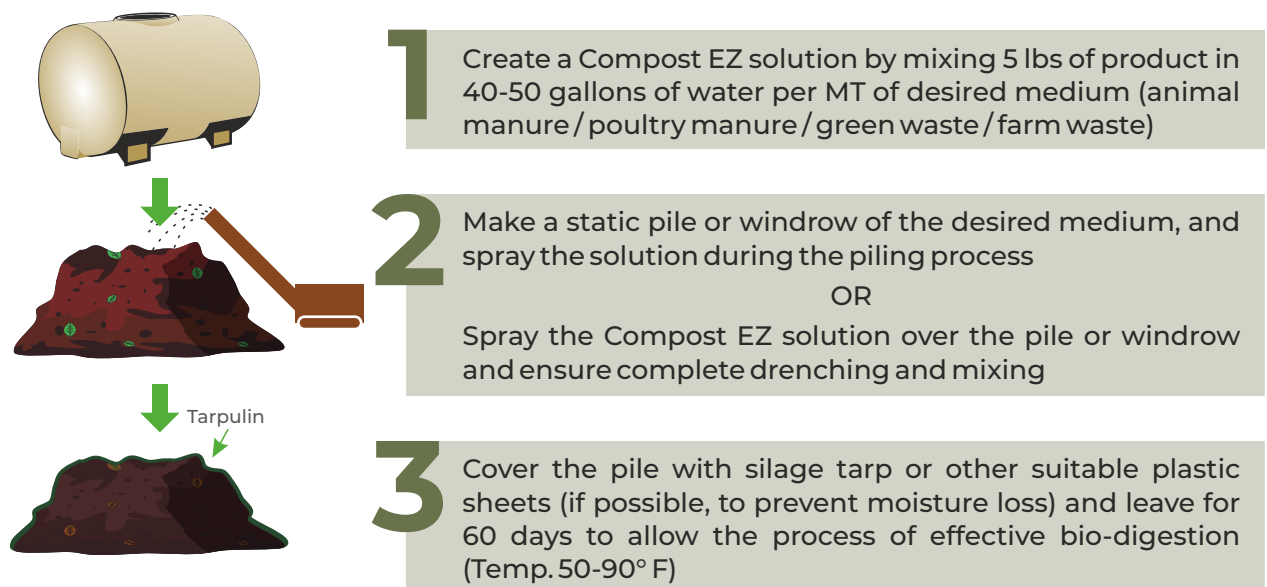 1
Create a Compost EZ solution by mixing 5 lbs of product in
40-50 gallons of water per MT of desired medium (animal
manure / poultry manure / green waste / farm waste)
2
Make a static pile or windrow of the desired medium, and
spray the solution during the piling process
OR
Spray the Compost EZ solution over the pile or windrow
and ensure complete drenching and mixing
Tarpulin
3
Cover the pile with silage tarp or other suitable plastic
sheets (if possible, to prevent moisture loss) and leave for
60 days to allow the process of effective bio-digestion
(Temp. 50-90° F)